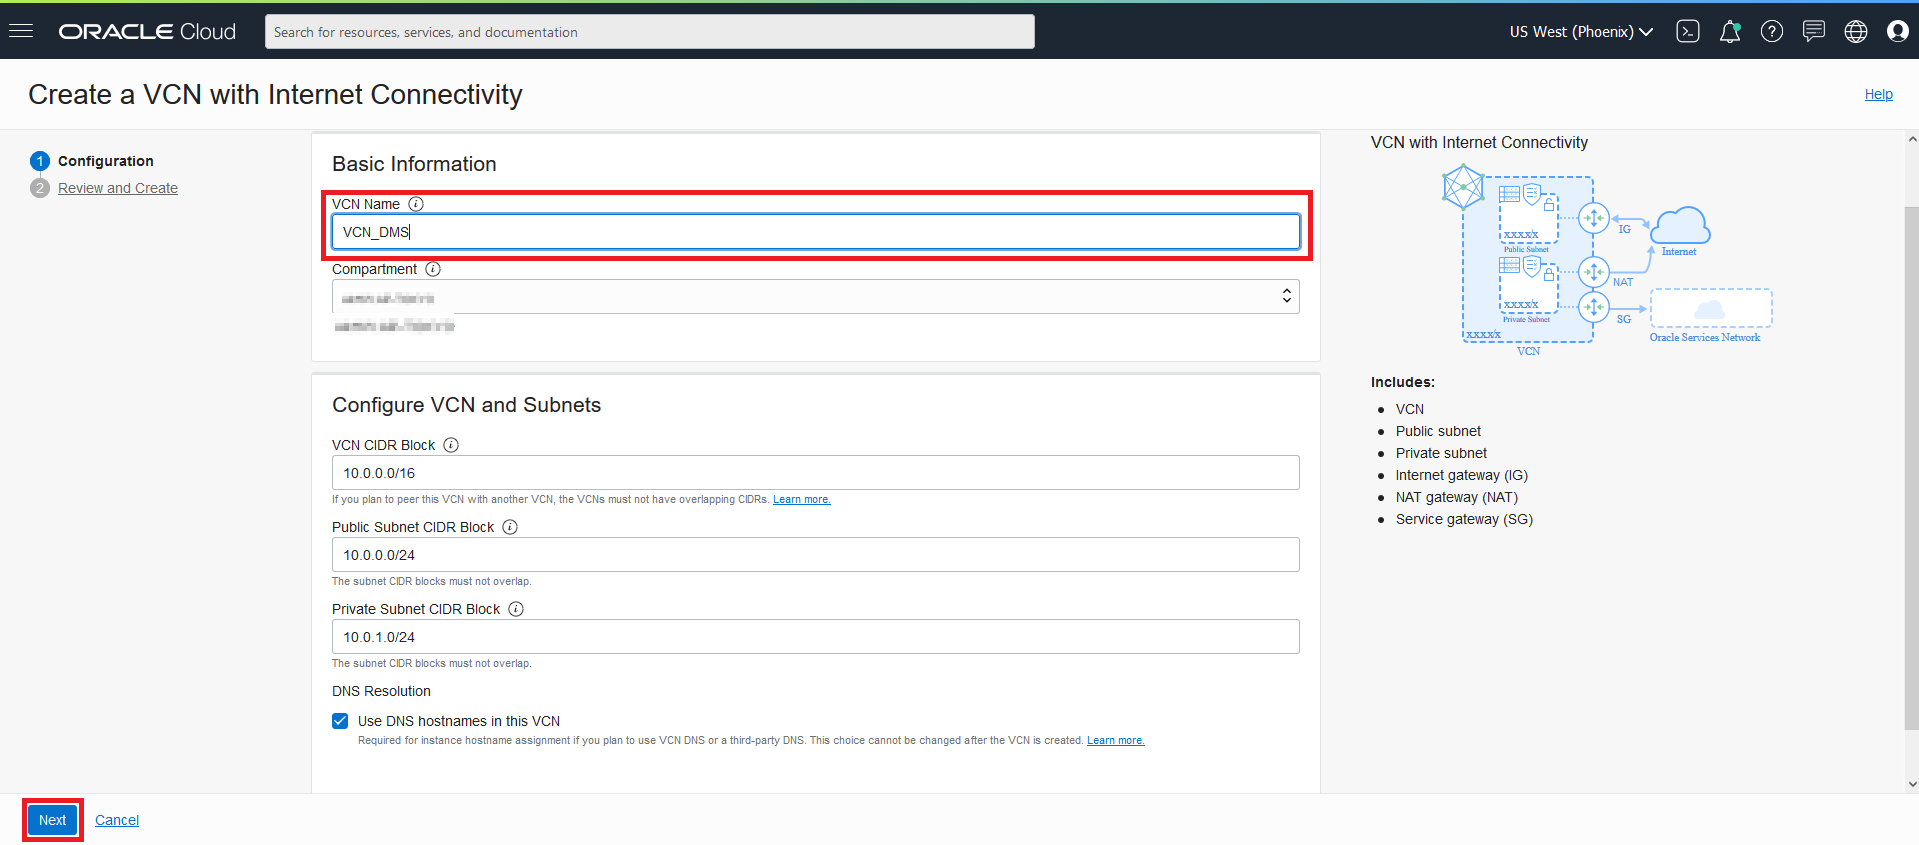 ORACLE Cloud
Search for resources, services, and documentation
US West (Phoenix)
Create a VCN with Internet Connectivity
Help
1 Configuration
2 Review and Create
Basic Information
VCN Name
VCN_DMS
Compartment
Configure VCN and Subnets
VCN CIDR Block
10.0.0.0/16
If you plan to peer this VCN with another VCN, the VCNs must not have overlapping CIDRs. Learn more.
Public Subnet CIDR Block
10.0.0.0/24
The subnet CIDR blocks must not overlap.
Private Subnet CIDR Block
10.0.1.0/24
The subnet CIDR blocks must not overlap.
DNS Resolution
Use DNS hostnames in this VCN
Required for instance hostname assignment if you plan to use VCN DNS or a third-party DNS. This choice cannot be changed after the VCN is created. Learn more.
VCN with Internet Connectivity
xxxx/x
Public Subnet
IG
Internet
NAT
xxxx/x
Private Subnet
SG
xxxx/x
Oracle Services Network
VCN
Includes:
VCN
Public subnet
Private subnet
Internet gateway (IG)
NAT gateway (NAT)
Service gateway (SG)
Next
Cancel